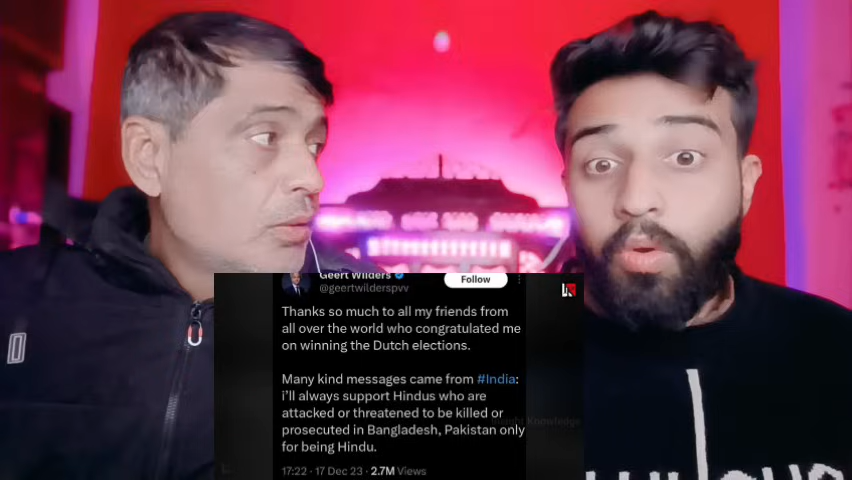 Geert Wilders
@geertwilderspvv
Follow
Thanks so much to all my friends from
all over the world who congratulated me
on winning the Dutch elections.
Many kind messages came from #India:
i'll always support Hindus who are
attacked or threatened to be killed or
prosecuted in Bangladesh, Pakistan only
for being Hindu.
17:22 · 17 Dec 23 · 2.7M Views
Insight Knowledge